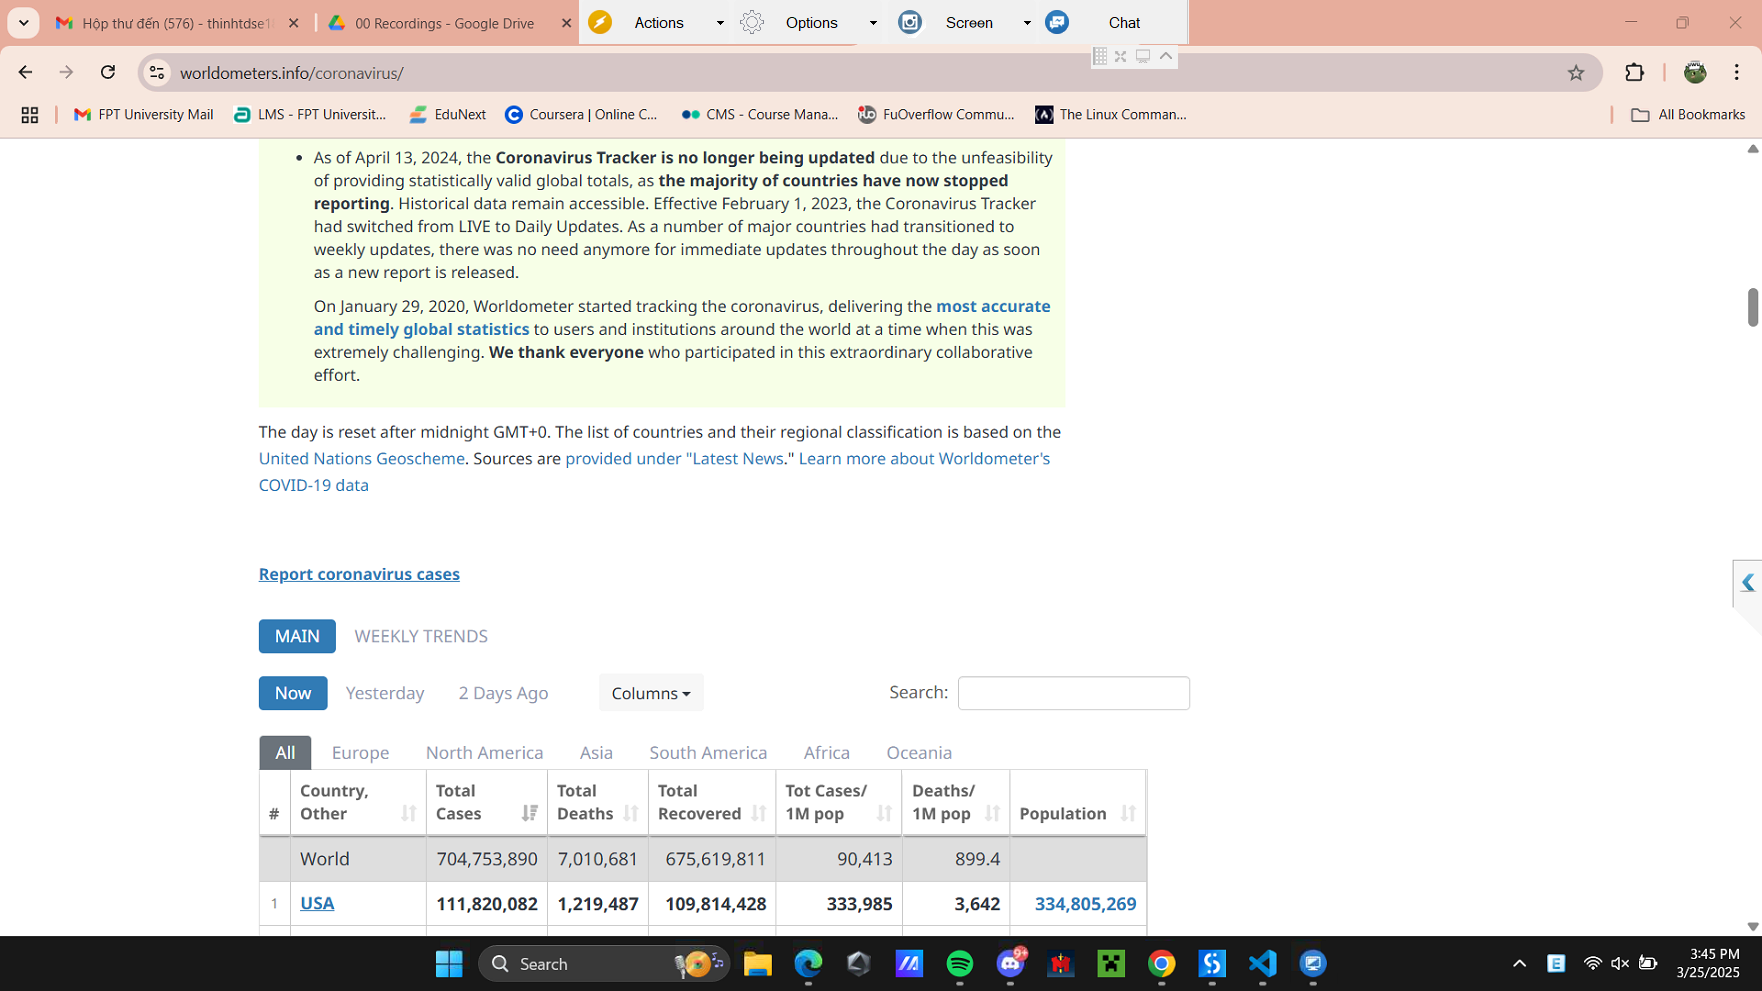 Hộp thư đến (576) - thinhtdse1
00 Recordings - Google Drive
Actions
Options
Screen
Chat
worldometers.info/coronavirus/
FPT University Mail
LMS - FPT Universit...
EduNext
Coursera | Online C...
CMS - Course Mana...
FuOverflow Commu...
The Linux Comman...
All Bookmarks
• As of April 13, 2024, the Coronavirus Tracker is no longer being updated due to the unfeasibility
of providing statistically valid global totals, as the majority of countries have now stopped
reporting. Historical data remain accessible. Effective February 1, 2023, the Coronavirus Tracker
had switched from LIVE to Daily Updates. As a number of major countries had transitioned to
weekly updates, there was no need anymore for immediate updates throughout the day as soon
as a new report is released.
On January 29, 2020, Worldometer started tracking the coronavirus, delivering the most accurate
and timely global statistics to users and institutions around the world at a time when this was
extremely challenging. We thank everyone who participated in this extraordinary collaborative
effort.
The day is reset after midnight GMT+0. The list of countries and their regional classification is based on the
United Nations Geoscheme. Sources are provided under "Latest News." Learn more about Worldometer's
COVID-19 data
Report coronavirus cases
MAIN WEEKLY TRENDS
Now Yesterday 2 Days Ago Columns Search:
All Europe North America Asia South America Africa Oceania
# Country, Other Total Cases Total Deaths Total Recovered Tot Cases/ 1M pop Deaths/ 1M pop Population
World 704,753,890 7,010,681 675,619,811 90,413 899.4
1 USA 111,820,082 1,219,487 109,814,428 333,985 3,642 334,805,269
Search
9+
E
3:45 PM
3/25/2025